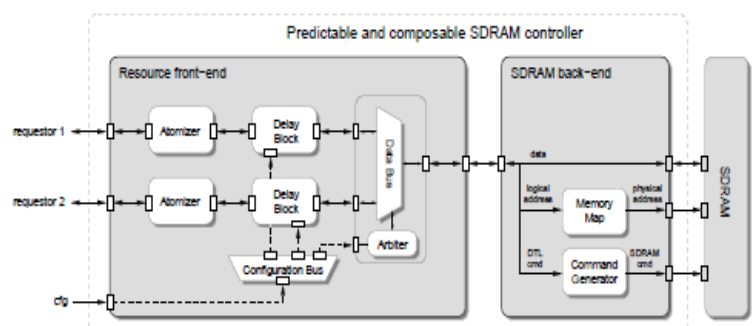 Predictable and composable SDRAM controller
Resource front-end
SDRAM back-end
requestor 1
Atomizer
Delay
Block
Data Bus
data
SDRAM
requestor 2
Atomizer
Delay
Block
logical
address
Memory
Map
physical
address
Arbiter
Configuration Bus
DTL
cmd
Command
Generator
SDRAM
cmd
cfg